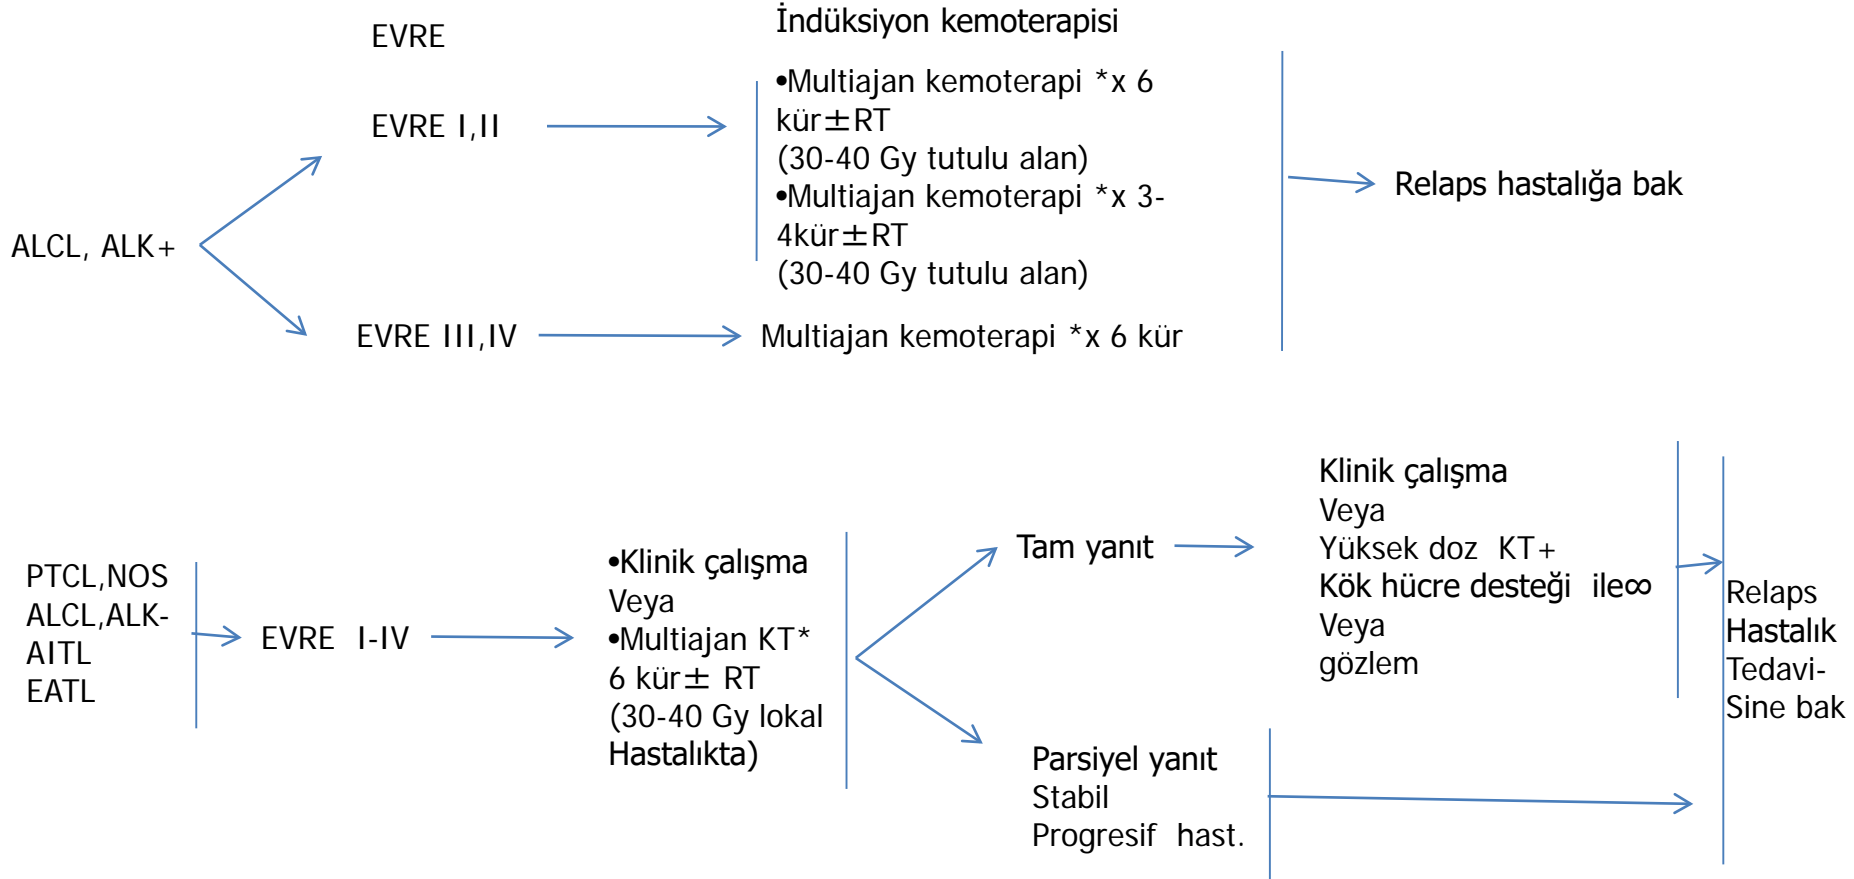 EVRE
İndüksiyon kemoterapisi
EVRE I,II
•Multiajan kemoterapi *x 6
kür±RT
(30-40 Gy tutulu alan)
•Multiajan kemoterapi *x 3-
4kür±RT
(30-40 Gy tutulu alan)
Relaps hastalığa bak
ALCL, ALK+
EVRE III,IV
Multiajan kemoterapi *x 6 kür
PTCL,NOS
ALCL,ALK-
AITL
EATL
EVRE I-IV
•Klinik çalışma
Veya
•Multiajan KT*
6 kür± RT
(30-40 Gy lokal
Hastalıkta)
Tam yanıt
Klinik çalışma
Veya
Yüksek doz KT+
Kök hücre desteği ile∞
Veya
gözlem
Parsiyel yanıt
Stabil
Progresif hast.
Relaps
Hastalık
Tedavi-
Sine bak